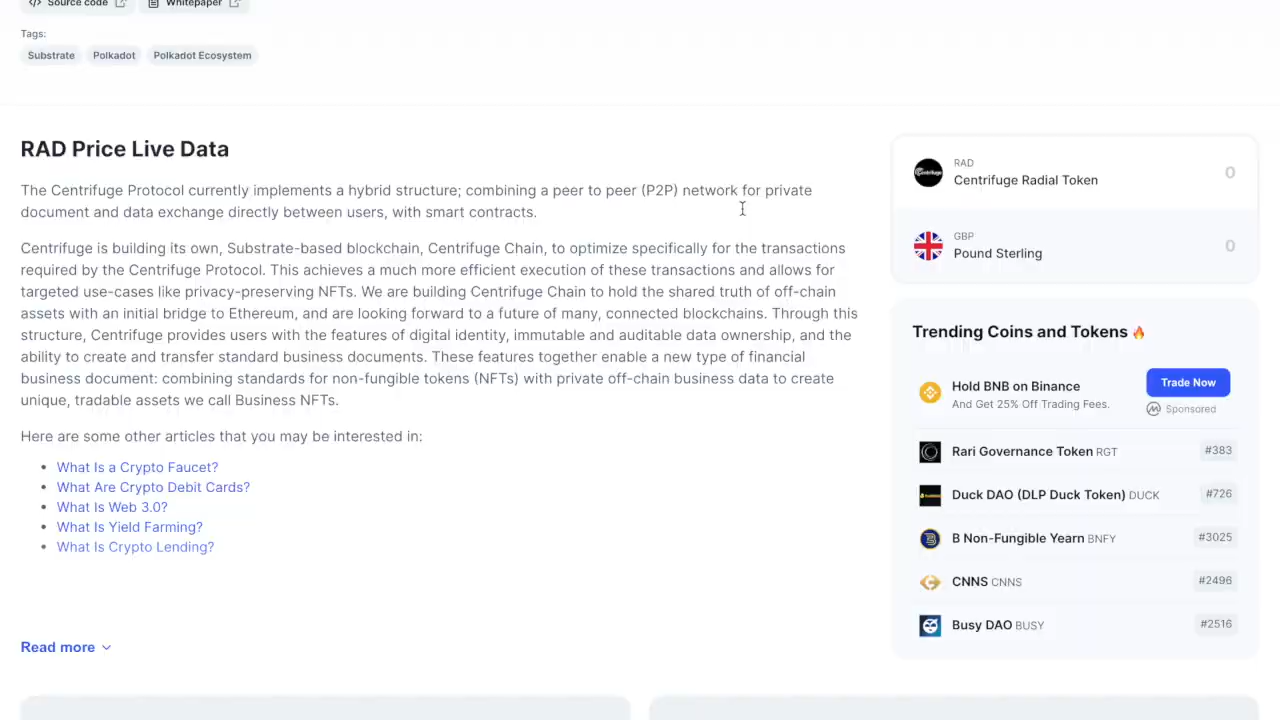 Source code
Whitepaper
Tags:
Substrate
Polkadot
Polkadot Ecosystem
RAD Price Live Data
The Centrifuge Protocol currently implements a hybrid structure; combining a peer to peer (P2P) network for private
document and data exchange directly between users, with smart contracts.
Centrifuge is building its own, Substrate-based blockchain, Centrifuge Chain, to optimize specifically for the transactions
required by the Centrifuge Protocol. This achieves a much more efficient execution of these transactions and allows for
targeted use-cases like privacy-preserving NFTs. We are building Centrifuge Chain to hold the shared truth of off-chain
assets with an initial bridge to Ethereum, and are looking forward to a future of many, connected blockchains. Through this
structure, Centrifuge provides users with the features of digital identity, immutable and auditable data ownership, and the
ability to create and transfer standard business documents. These features together enable a new type of financial
business document: combining standards for non-fungible tokens (NFTs) with private off-chain business data to create
unique, tradable assets we call Business NFTs.
Here are some other articles that you may be interested in:
What Is a Crypto Faucet?
What Are Crypto Debit Cards?
What Is Web 3.0?
What Is Yield Farming?
What Is Crypto Lending?
Read more
RAD
Centrifuge Radial Token
0
GBP
Pound Sterling
0
Trending Coins and Tokens
Hold BNB on Binance
And Get 25% Off Trading Fees.
Trade Now
Sponsored
Rari Governance Token RGT #383
Duck DAO (DLP Duck Token) DUCK #726
B Non-Fungible Yearn BNFY #3025
CNNS CNNS #2496
Busy DAO BUSY #2516